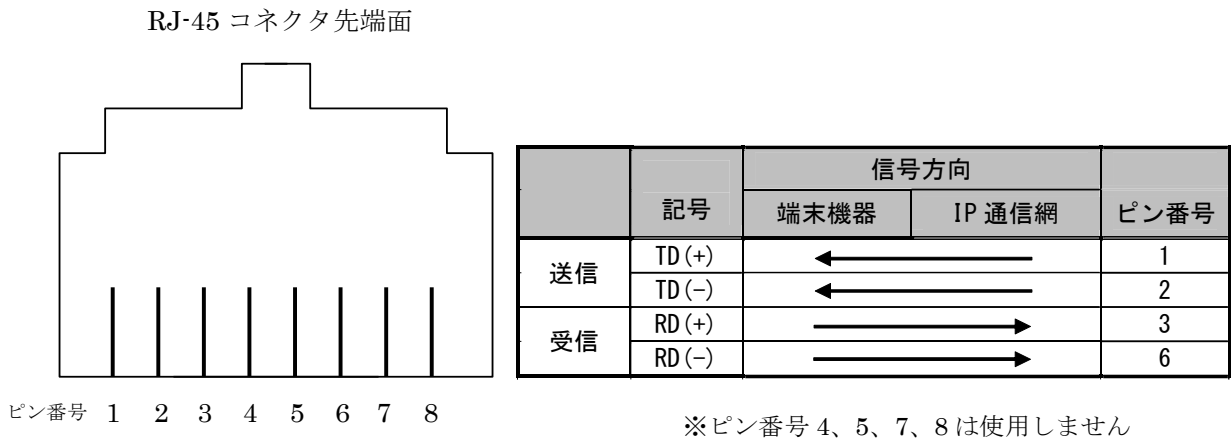 RJ-45 コネクタ先端面
記号 信号方向 ピン番号
端末機器 IP 通信網
送信 TD(+) 1
TD(-) 2
受信 RD(+) 3
RD(-) 6
ピン番号 1 2 3 4 5 6 7 8
※ピン番号 4、5、7、8 は使用しません